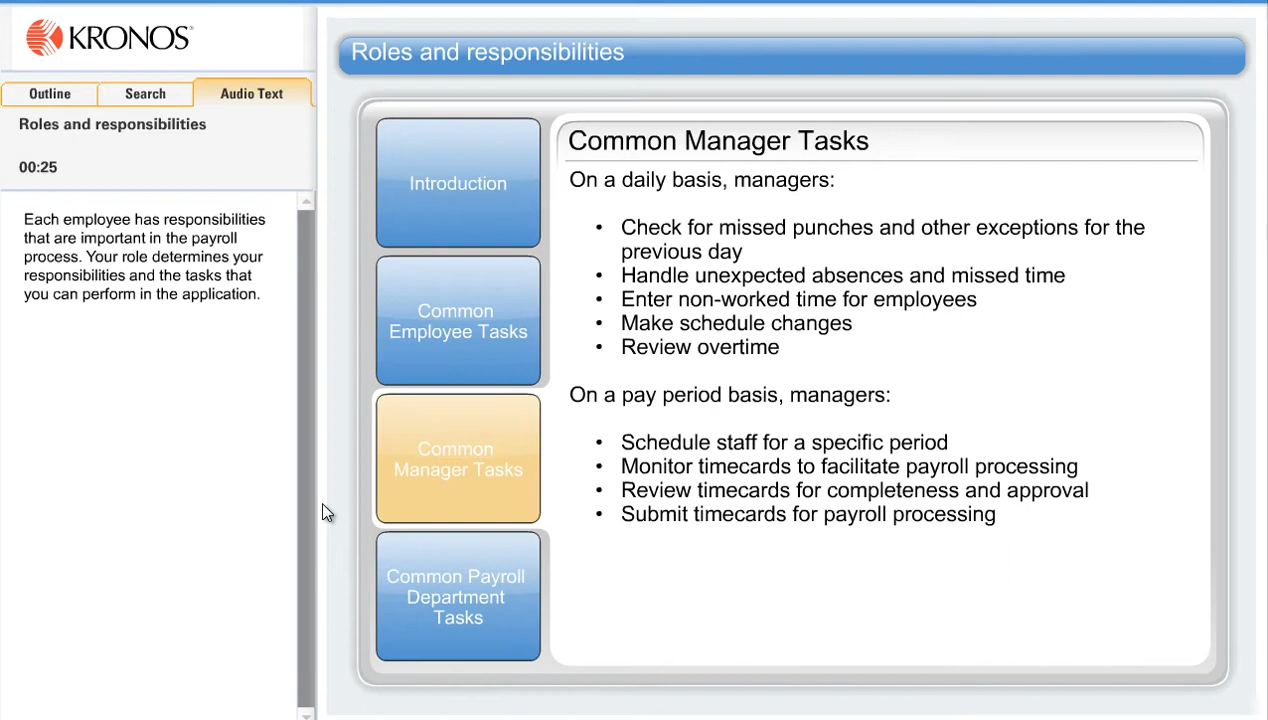 KRONOS
Outline
Search
Audio Text
Roles and responsibilities
00:25
Each employee has responsibilities
that are important in the payroll
process. Your role determines your
responsibilities and the tasks that
you can perform in the application.
Roles and responsibilities
Introduction
Common
Employee Tasks
Common
Manager Tasks
Common Payroll
Department
Tasks
Common Manager Tasks
On a daily basis, managers:
• Check for missed punches and other exceptions for the
previous day
• Handle unexpected absences and missed time
• Enter non-worked time for employees
• Make schedule changes
• Review overtime
On a pay period basis, managers:
• Schedule staff for a specific period
• Monitor timecards to facilitate payroll processing
• Review timecards for completeness and approval
• Submit timecards for payroll processing